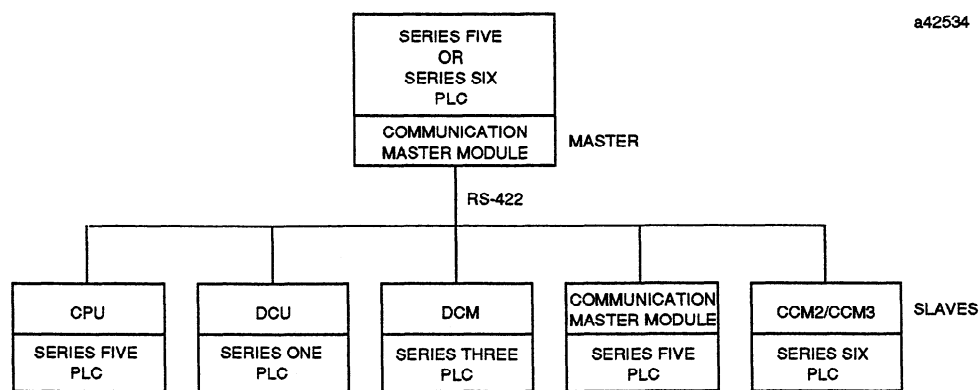 a42534
SERIES FIVE
OR
SERIES SIX
PLC
COMMUNICATION
MASTER MODULE
MASTER
RS-422
CPU
DCU
DCM
COMMUNICATION
MASTER MODULE
CCM2/CCM3
SLAVES
SERIES FIVE
PLC
SERIES ONE
PLC
SERIES THREE
PLC
SERIES FIVE
PLC
SERIES SIX
PLC